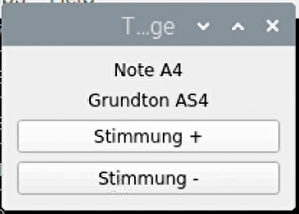 T...ge
Note A4
Grundton AS4
Stimmung +
Stimmung -